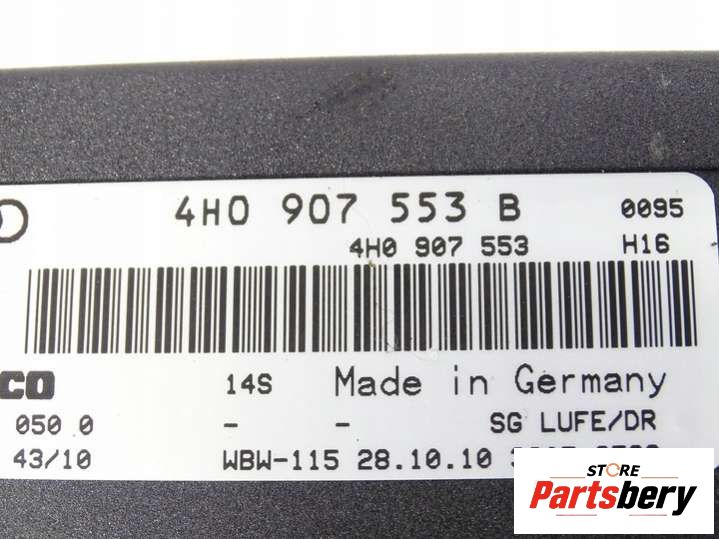 4H0 907 553 B 0095
4H0 907 553 H16
CO 14S Made in Germany
050 0 - - SG LUFE/DR
43/10 WBW-115 28.10.10
STORE
Partsbery